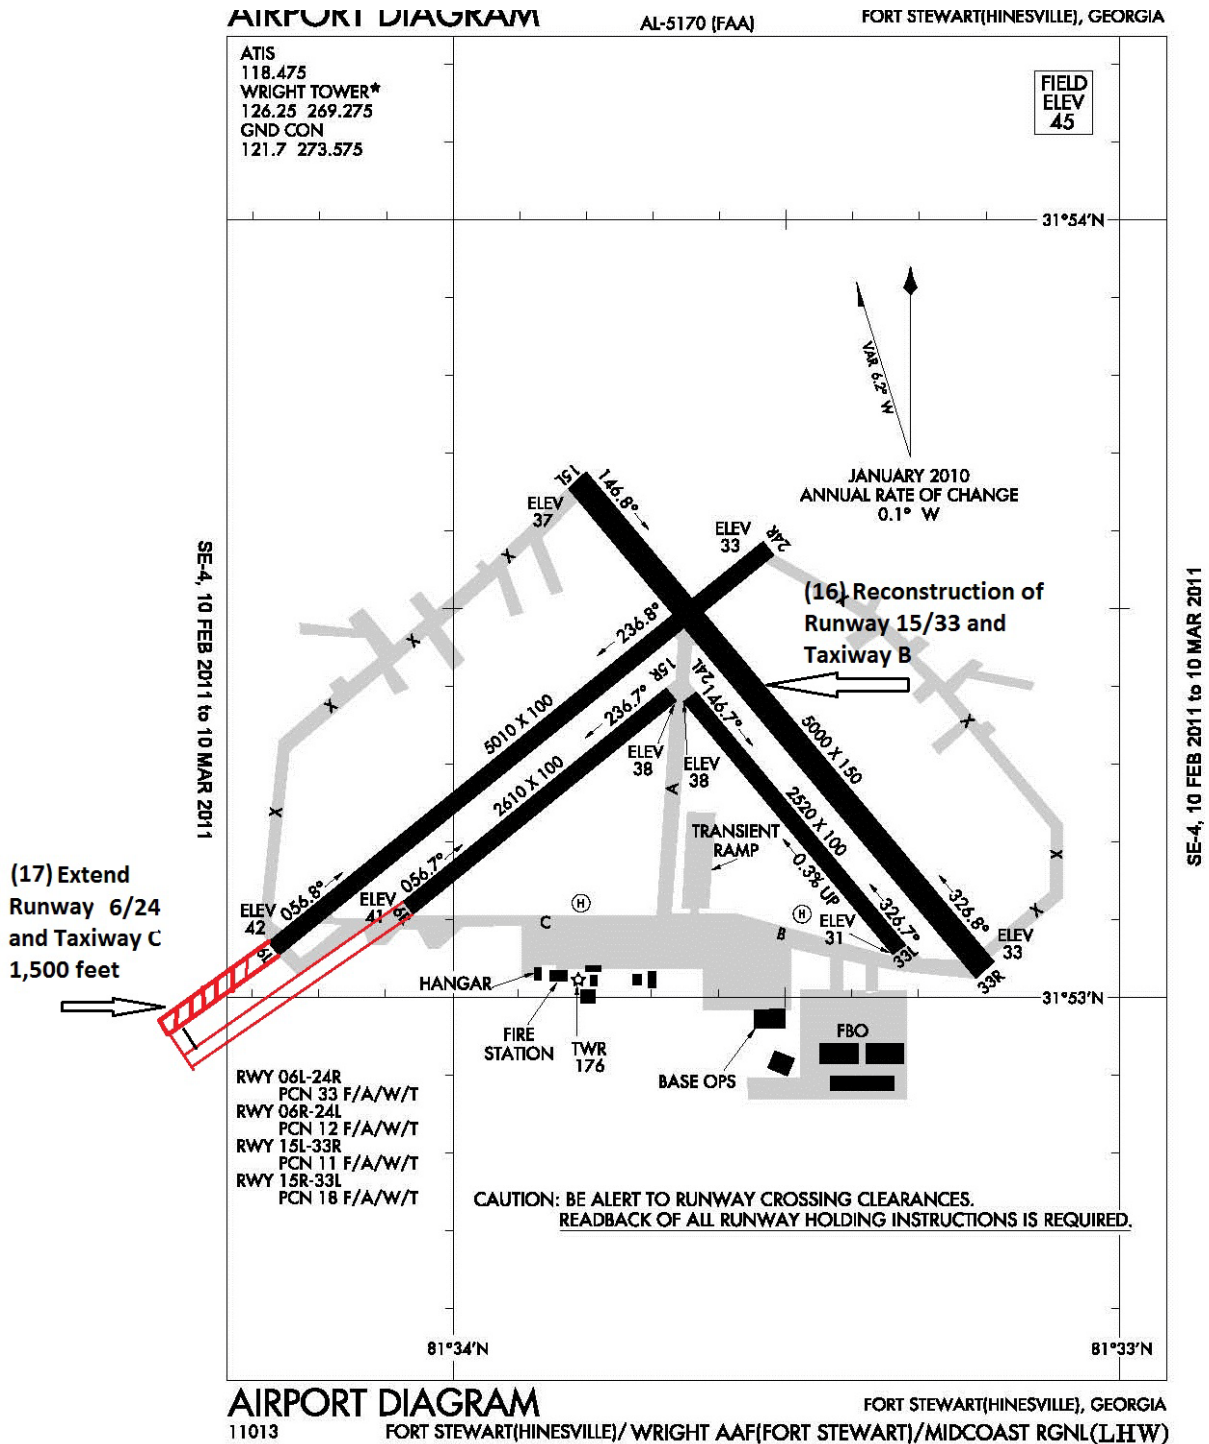 AIRPORT DIAGRAM
AL-5170 (FAA)
FORT STEWART(HINESVILLE), GEORGIA
ATIS
118.475
WRIGHT TOWER*
126.25 269.275
GND CON
121.7 273.575
FIELD
ELEV
45
31°54'N
VAR 6.2° W
JANUARY 2010
ANNUAL RATE OF CHANGE
0.1° W
15L
146.8°
ELEV
37
ELEV
33
24R
X
X
X
X
X
X
X
X
X
SE-4, 10 FEB 2011 to 10 MAR 2011
SE-4, 10 FEB 2011 to 10 MAR 2011
(16) Reconstruction of
Runway 15/33 and
Taxiway B
236.8°
15R
24L
236.7°
146.7°
5010 X 100
5000 X 150
ELEV
38
ELEV
38
2610 X 100
2520 X 100
A
TRANSIENT
RAMP
0.3% UP
(17) Extend
Runway 6/24
and Taxiway C
1,500 feet
056.8°
056.7°
ELEV
42
ELEV
41
6L
6R
H
C
H
B
326.7°
326.8°
ELEV
31
33L
ELEV
33
33R
31°53'N
HANGAR
FIRE
STATION
TWR
176
BASE OPS
FBO
RWY 06L-24R
PCN 33 F/A/W/T
RWY 06R-24L
PCN 12 F/A/W/T
RWY 15L-33R
PCN 11 F/A/W/T
RWY 15R-33L
PCN 18 F/A/W/T
CAUTION: BE ALERT TO RUNWAY CROSSING CLEARANCES.
READBACK OF ALL RUNWAY HOLDING INSTRUCTIONS IS REQUIRED.
81°34'N
81°33'N
AIRPORT DIAGRAM
FORT STEWART(HINESVILLE), GEORGIA
11013
FORT STEWART(HINESVILLE)/ WRIGHT AAF(FORT STEWART)/MIDCOAST RGNL(LHW)